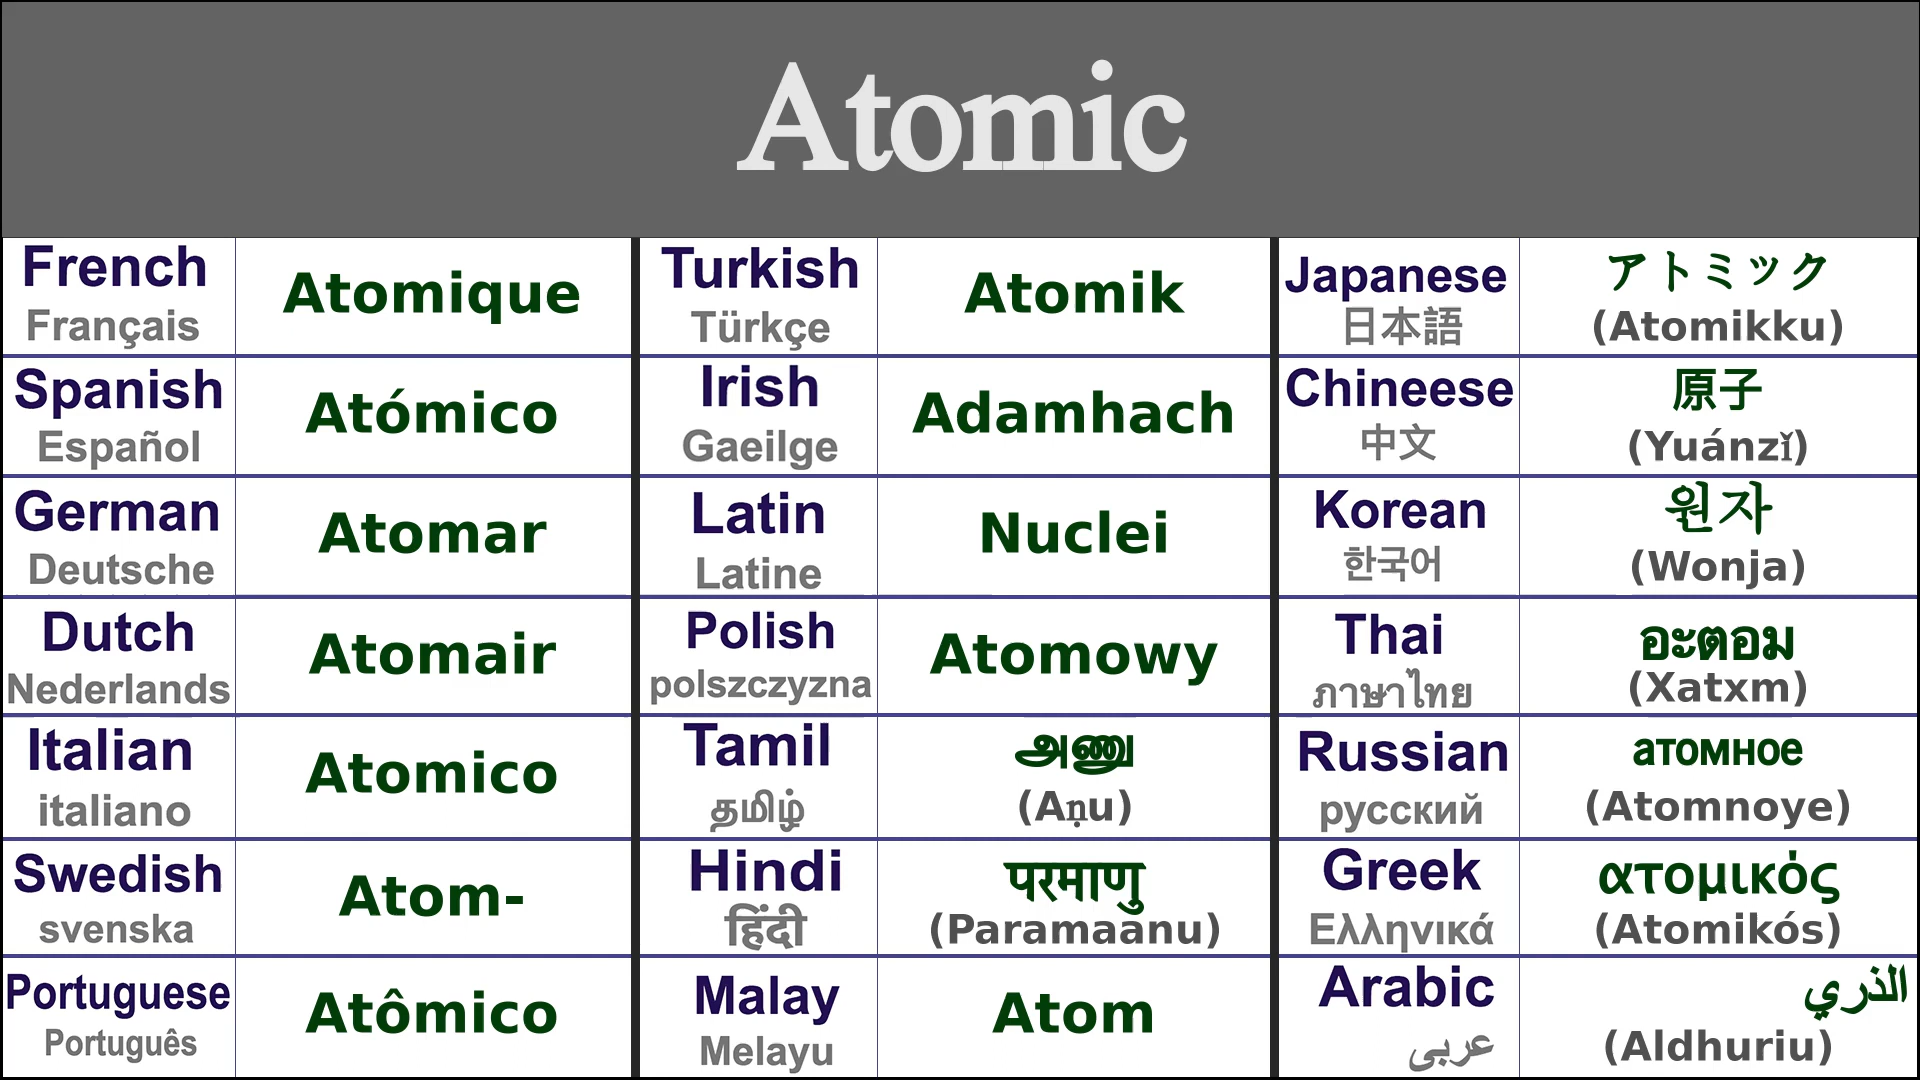 Atomic
French
Français
Atomique
Turkish
Türkçe
Atomik
Japanese
日本語
アトミック
(Atomikku)
Spanish
Español
Atómico
Irish
Gaeilge
Adamhach
Chineese
中文
原子
(Yuánzǐ)
German
Deutsche
Atomar
Latin
Latine
Nuclei
Korean
한국어
원자
(Wonja)
Dutch
Nederlands
Atomair
Polish
polszczyzna
Atomowy
Thai
ภาษาไทย
อะตอม
(Xatxm)
Italian
italiano
Atomico
Tamil
தமிழ்
அணு
(Aṇu)
Russian
русский
атомное
(Atomnoye)
Swedish
svenska
Atom-
Hindi
हिंदी
परमाणु
(Paramaanu)
Greek
Ελληνικά
ατομικός
(Atomikós)
Portuguese
Português
Atômico
Malay
Melayu
Atom
Arabic
عربى
الذري
(Aldhuriu)